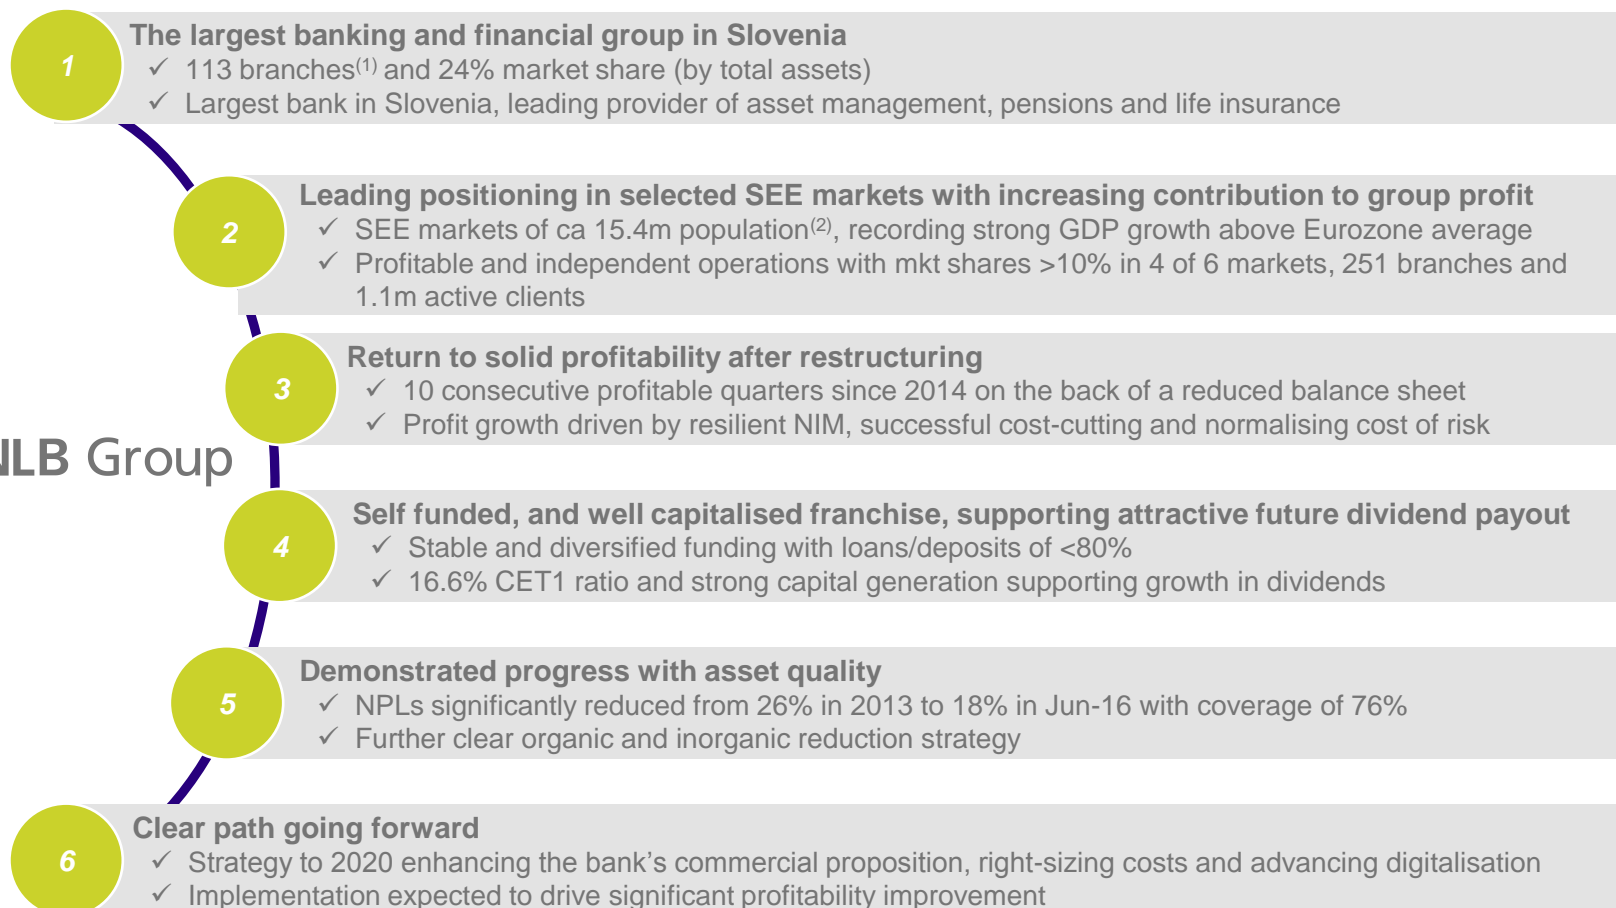 1
The largest banking and financial group in Slovenia
✓ 113 branches(1) and 24% market share (by total assets)
✓ Largest bank in Slovenia, leading provider of asset management, pensions and life insurance
2
Leading positioning in selected SEE markets with increasing contribution to group profit
✓ SEE markets of ca 15.4m population(2), recording strong GDP growth above Eurozone average
✓ Profitable and independent operations with mkt shares >10% in 4 of 6 markets, 251 branches and
1.1m active clients
3
Return to solid profitability after restructuring
✓ 10 consecutive profitable quarters since 2014 on the back of a reduced balance sheet
✓ Profit growth driven by resilient NIM, successful cost-cutting and normalising cost of risk
NLB Group
4
Self funded, and well capitalised franchise, supporting attractive future dividend payout
✓ Stable and diversified funding with loans/deposits of <80%
✓ 16.6% CET1 ratio and strong capital generation supporting growth in dividends
5
Demonstrated progress with asset quality
✓ NPLs significantly reduced from 26% in 2013 to 18% in Jun-16 with coverage of 76%
✓ Further clear organic and inorganic reduction strategy
6
Clear path going forward
✓ Strategy to 2020 enhancing the bank's commercial proposition, right-sizing costs and advancing digitalisation
✓ Implementation expected to drive significant profitability improvement